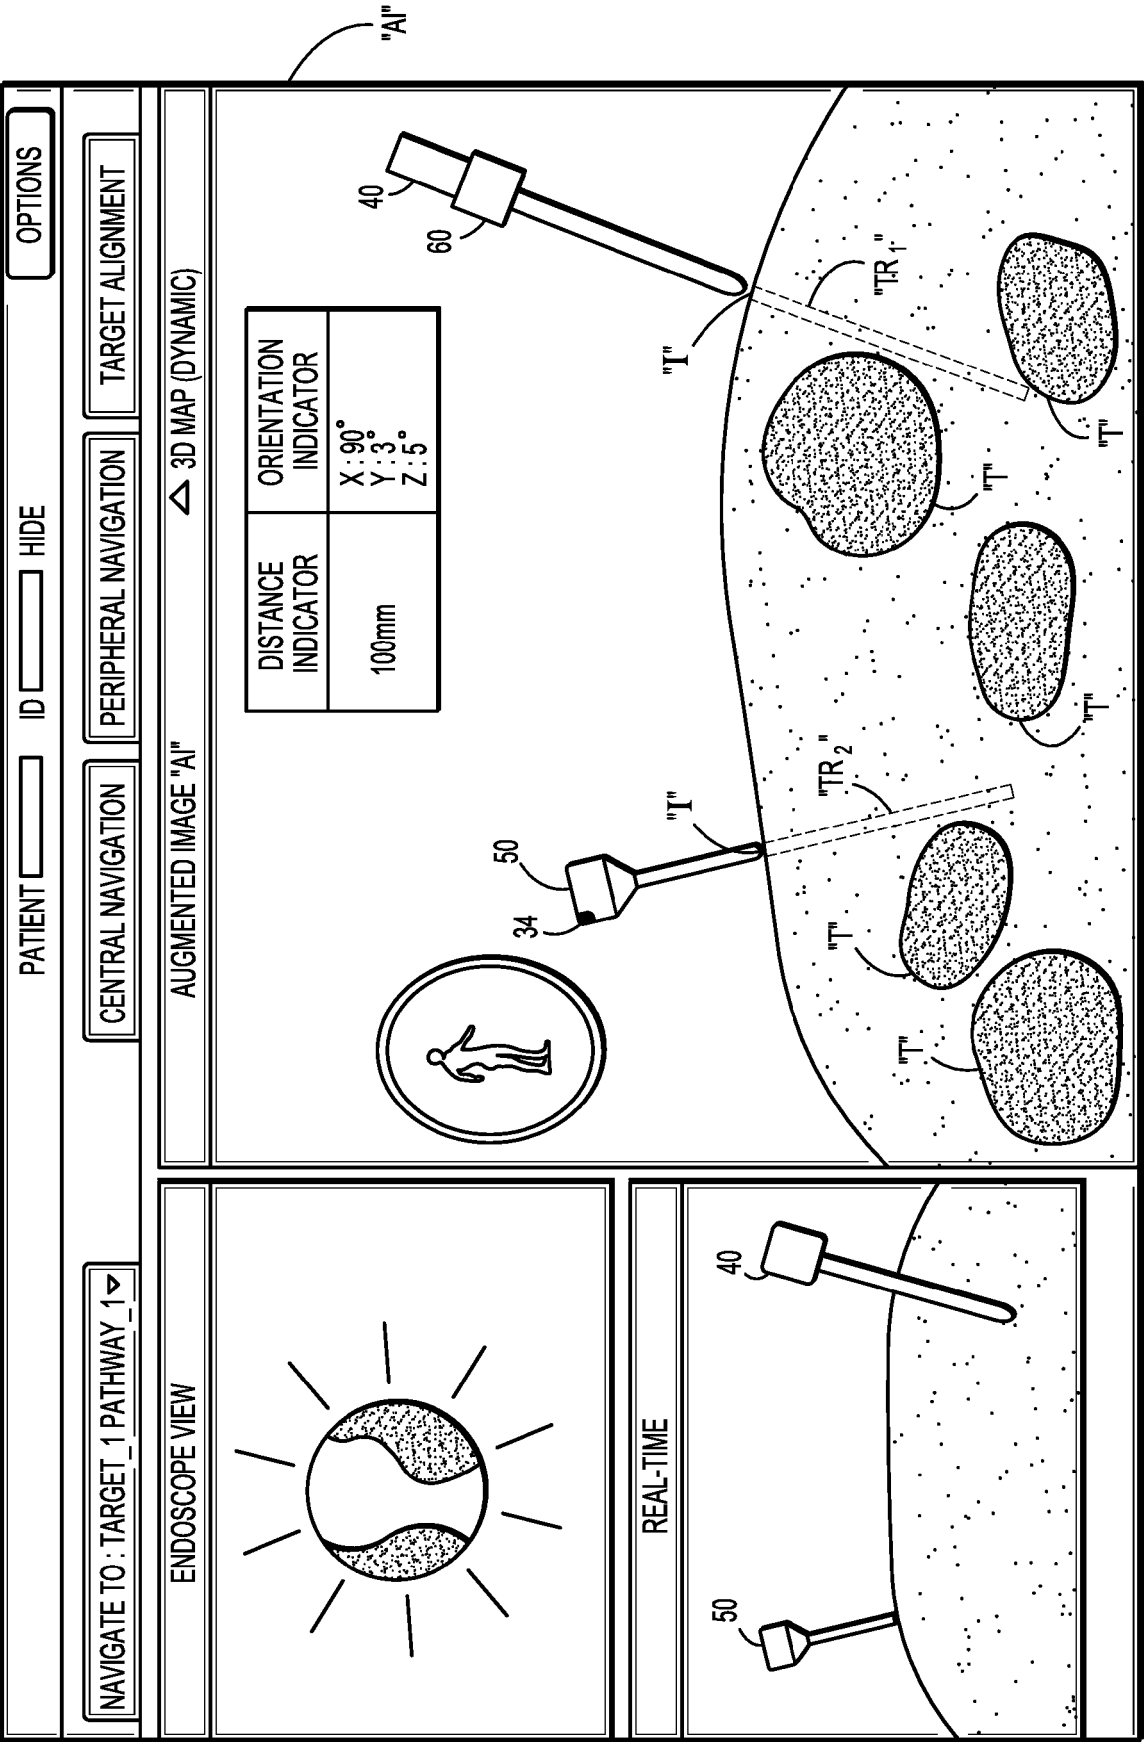 PATIENT ID HIDE OPTIONS
NAVIGATE TO : TARGET_1 PATHWAY_1
CENTRAL NAVIGATION
PERIPHERAL NAVIGATION
TARGET ALIGNMENT
ENDOSCOPE VIEW
REAL-TIME
50
40
AUGMENTED IMAGE "AI"
3D MAP (DYNAMIC)
"AI"
DISTANCE INDICATOR
ORIENTATION INDICATOR
100mm
X : 90°
Y : 3°
Z : 5°
34
50
40
60
"I"
"I"
"TR2"
"TR1"
"T"
"T"
"T"
"T"
"T"